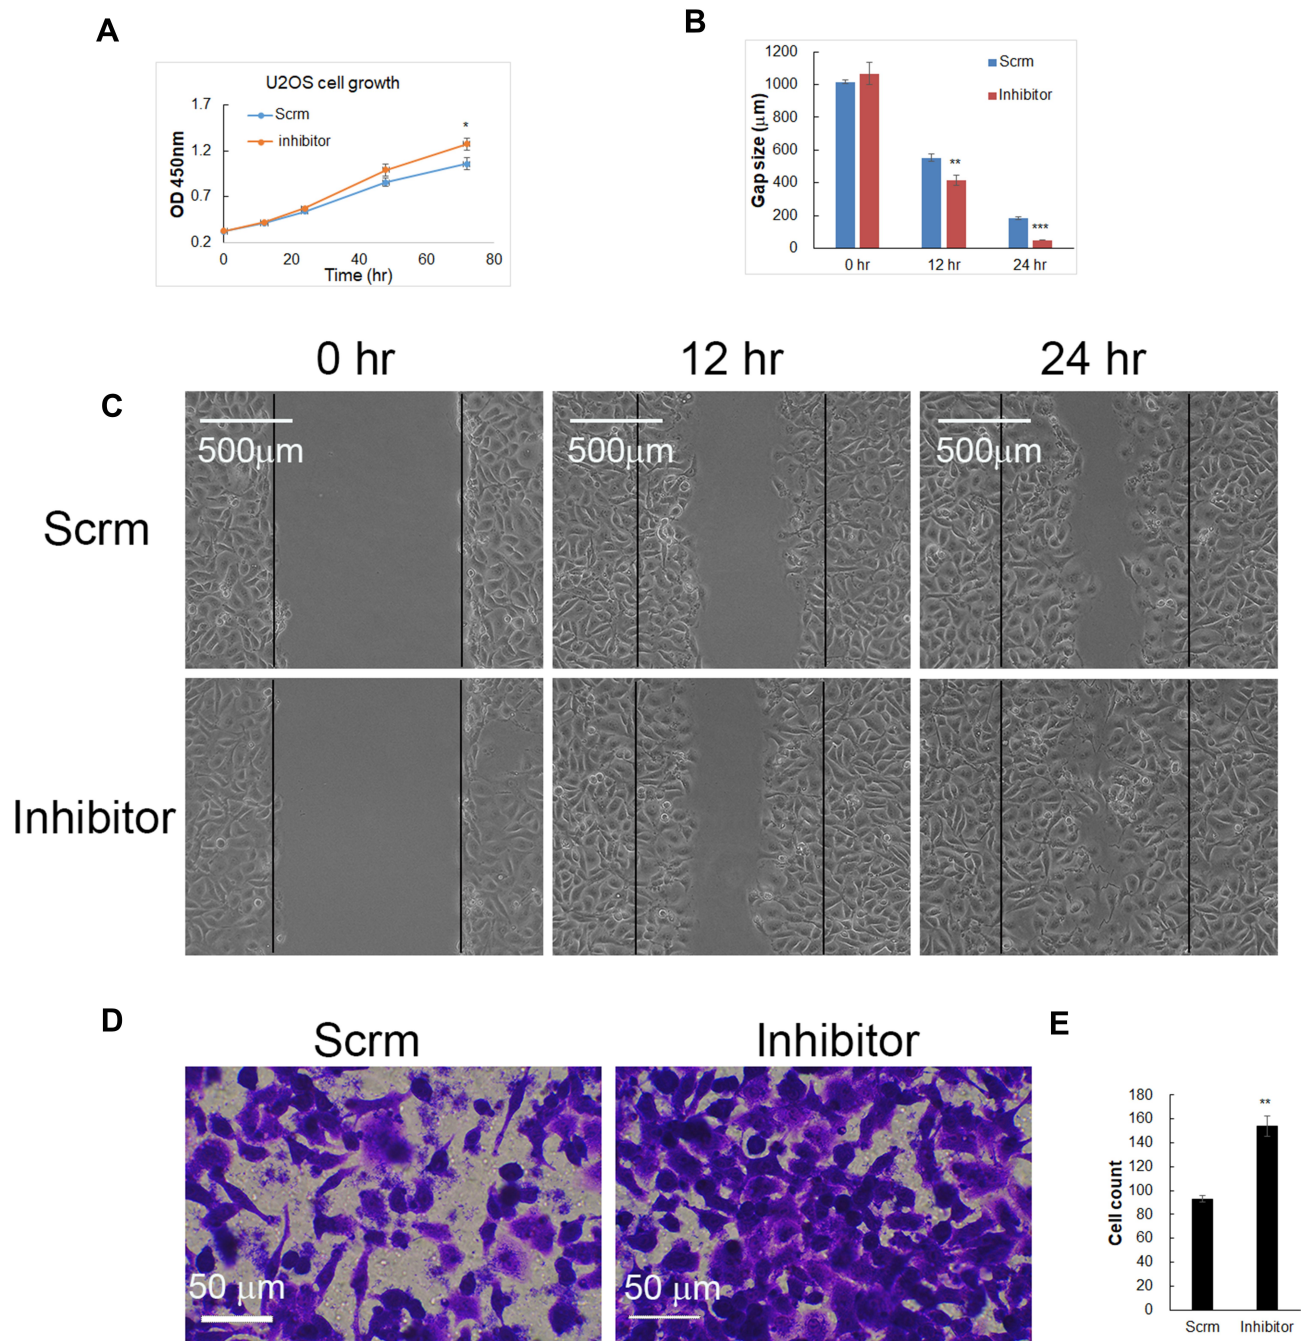 A
U2OS cell growth
Scrm
inhibitor
*
1.7
1.2
0.7
0.2
OD 450nm
0
20
40
60
80
Time (hr)
B
1200
1000
800
600
400
200
0
Gap size (μm)
Scrm
Inhibitor
**
***
0 hr
12 hr
24 hr
0 hr
12 hr
24 hr
C
500μm
500μm
500μm
Scrm
Inhibitor
D
Scrm
Inhibitor
50 μm
50 μm
E
180
160
140
120
100
80
60
40
20
0
Cell count
**
Scrm
Inhibitor